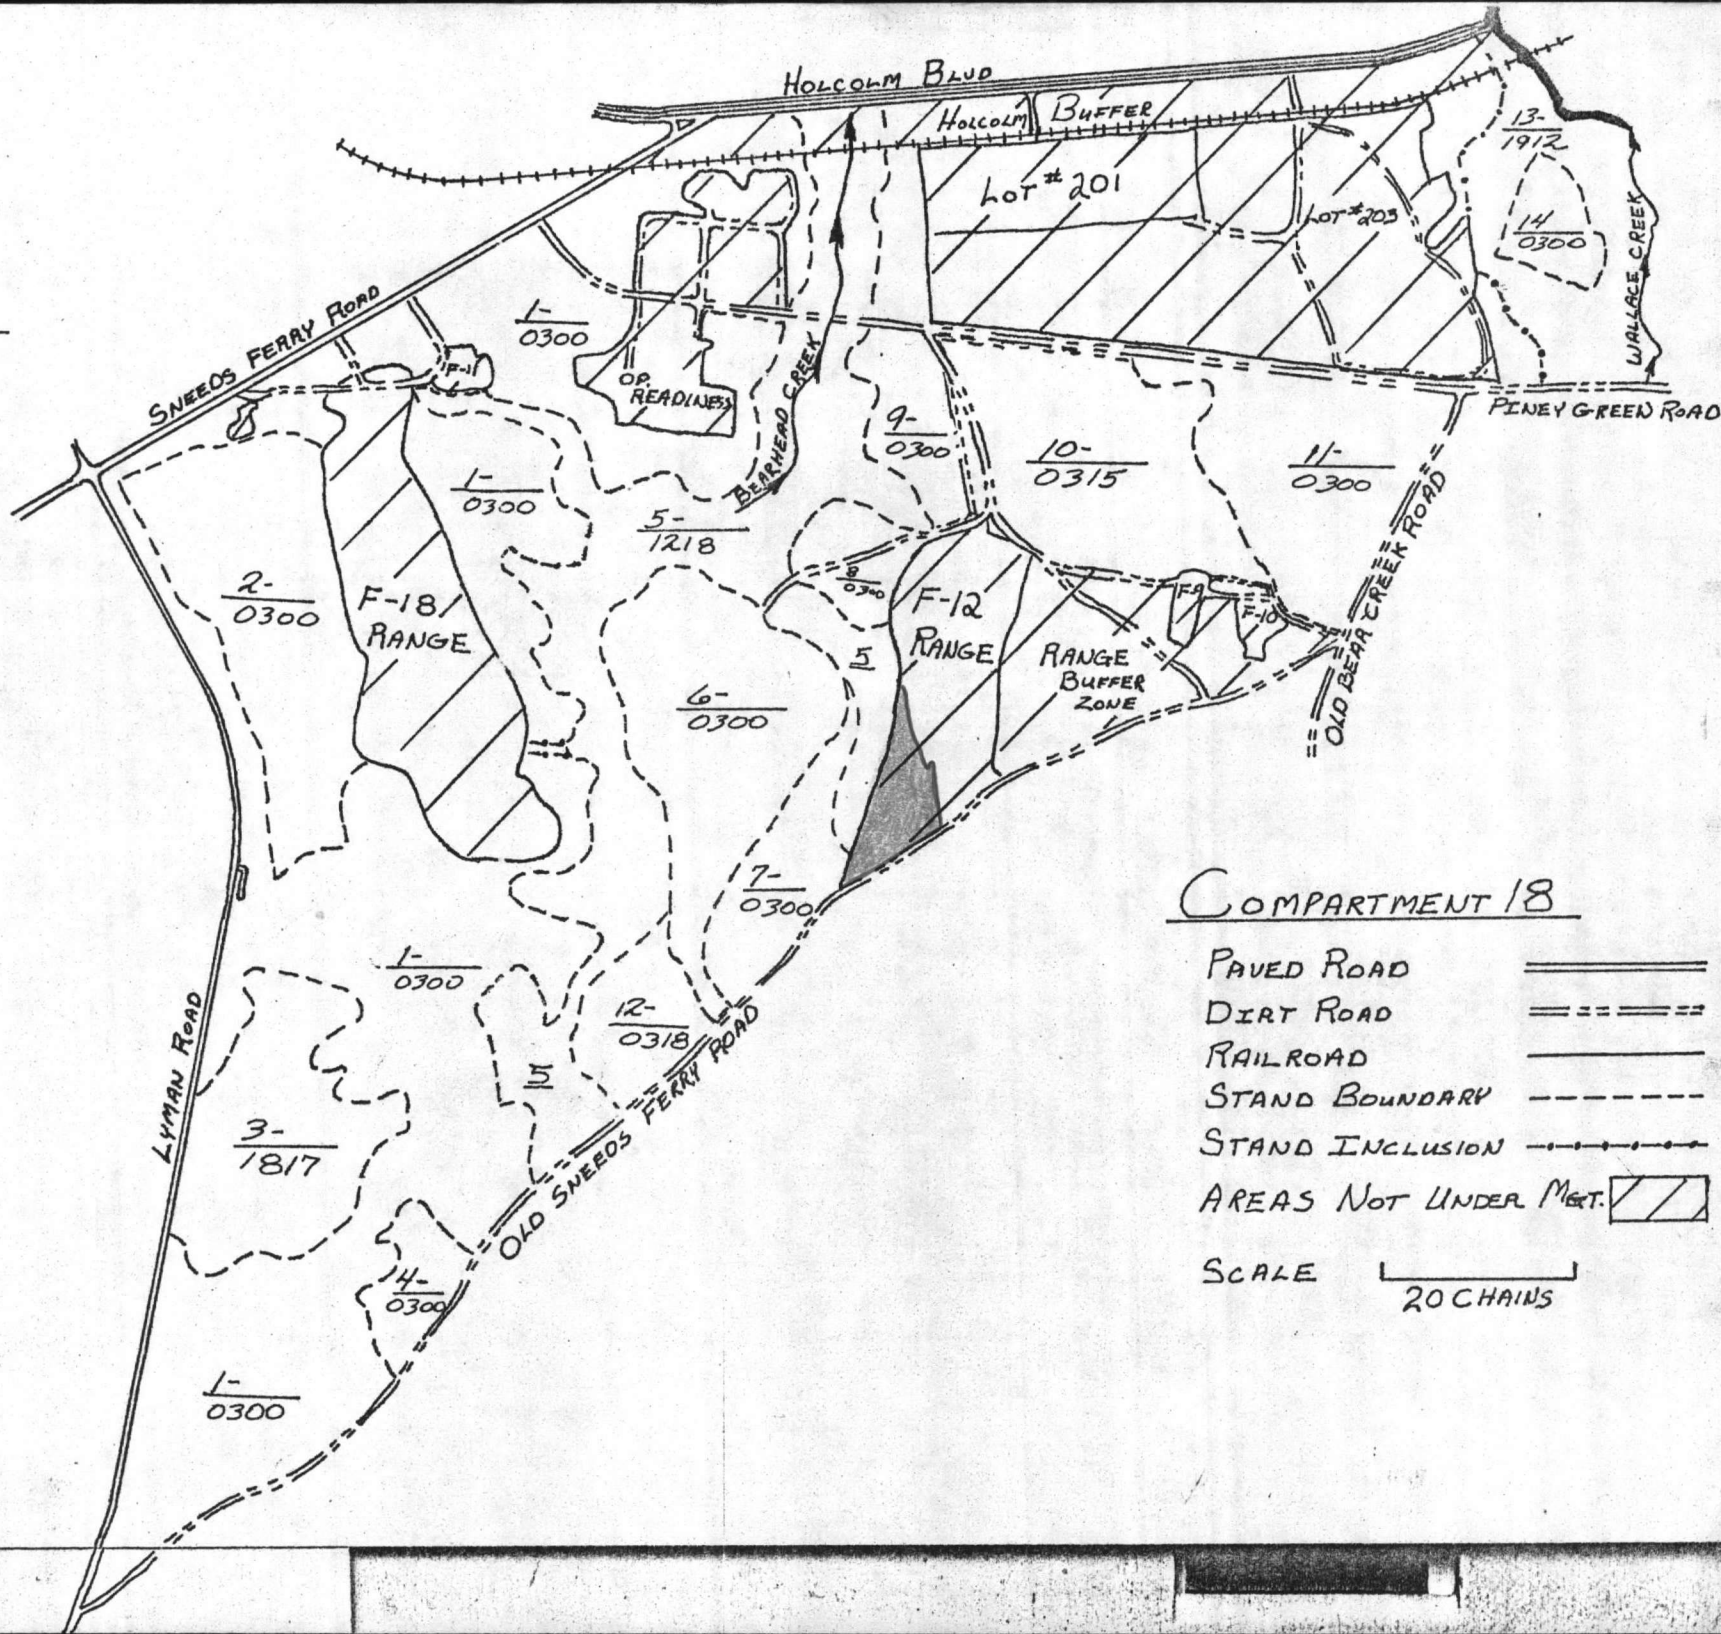 HOLCOLM BLVD
HOLCOLM BUFFER
13-
1912
LOT #201
LOT #203
14
0300
WALLACE CREEK
SNEEDS FERRY ROAD
1-
0300
F-11
OP.
READINESS
BEARHEAD CREEK
PINEY GREEN ROAD
9-
0300
10-
0315
11-
0300
1-
0300
5-
1218
OLD BEAR CREEK ROAD
2-
0300
F-18
RANGE
8
0300
F-12
RANGE
F-9
F-10
5
RANGE
BUFFER
ZONE
6-
0300
7-
0300
COMPARTMENT 18
PAVED ROAD
DIRT ROAD
RAILROAD
STAND BOUNDARY
STAND INCLUSION
AREAS NOT UNDER MGT.
SCALE
20 CHAINS
1-
0300
12-
0318
LYMAN ROAD
5
3-
1817
OLD SNEEDS FERRY ROAD
4-
0300
1-
0300